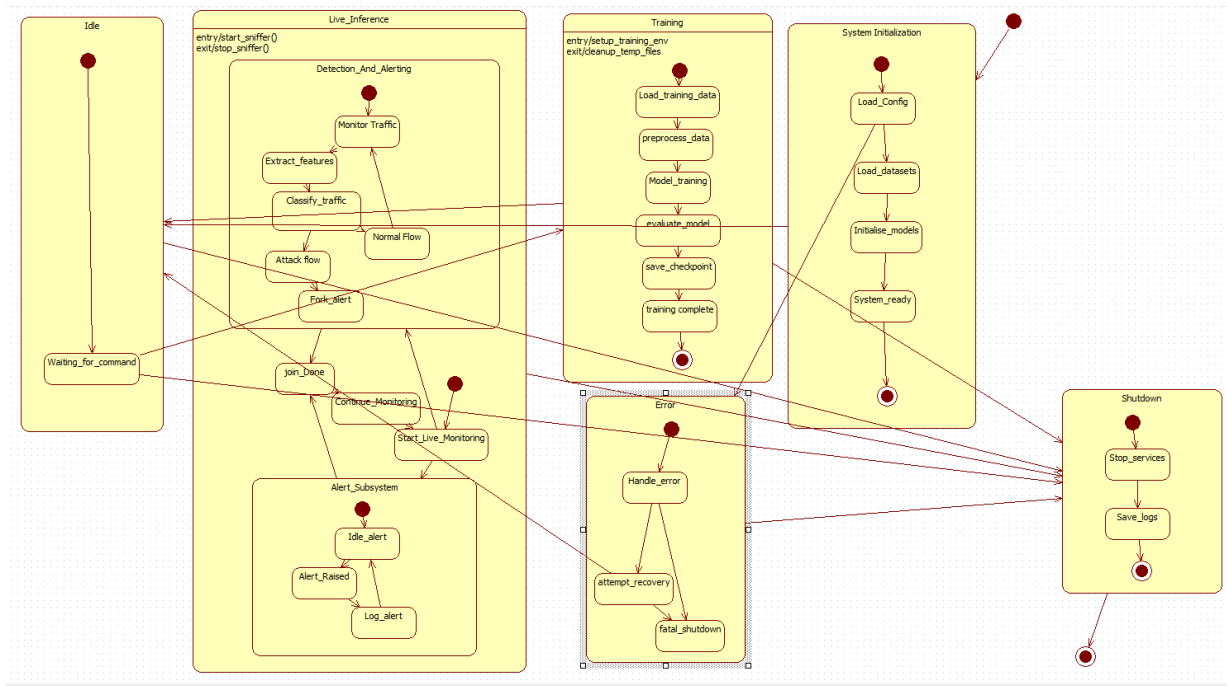 Idle
Waiting_for_command
Live_Inference
entry/start_sniffer()
exit/stop_sniffer()
Detection_And_Alerting
Monitor Traffic
Extract_features
Classify_traffic
Normal Flow
Attack flow
Fork_alert
join_Done
Continue_Monitoring
Start_Live_Monitoring
Alert_Subsystem
Idle_alert
Alert_Raised
Log_alert
Training
entry/setup_training_env
exit/cleanup_temp_files
Load_training_data
preprocess_data
Model_training
evaluate_model
save_checkpoint
training complete
Error
Handle_error
attempt_recovery
fatal_shutdown
System Initialization
Load_Config
Load_datasets
Initialise_models
System_ready
Shutdown
Stop_services
Save_logs